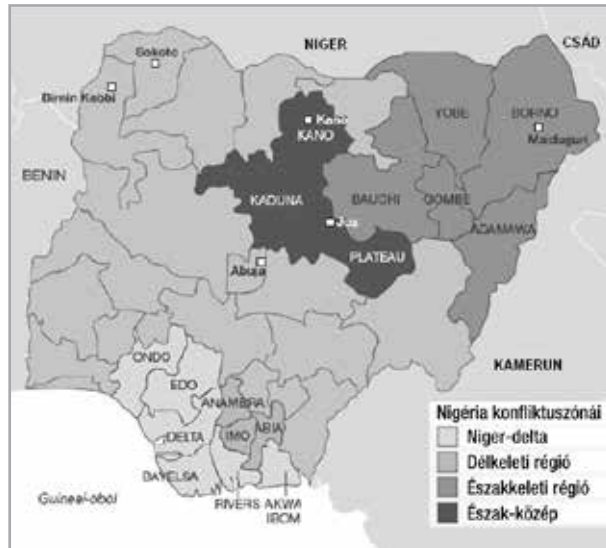 NIGER
CSÁD
Sokoto
Birnin Kebbi
BENIN
Kano
KANO
YOBE
BORNO
Maiduguri
KADUNA
BAUCHI
GOMBE
Jos
ADAMAWA
PLATEAU
Abuja
KAMERUN
ONDO
EDO
ANAMBRA
DELTA
IMO
ABIA
BAYELSA
Guineai-öböl
RIVERS
AKWA
IBOM
Nigéria konfliktuszónái
Niger-delta
Délkeleti régió
Északkeleti régió
Észak-közép